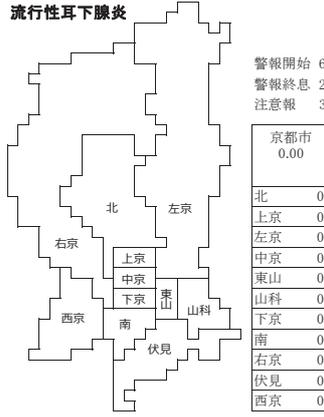 流行性耳下腺炎
北
左京
右京
上京
中京
下京
東山
山科
西京
南
伏見
警報開始 6
警報終息 2
注意報 3
京都市
0.00
北 0
上京 0
左京 0
中京 0
東山 0
山科 0
下京 0
南 0
右京 0
伏見 0
西京 0